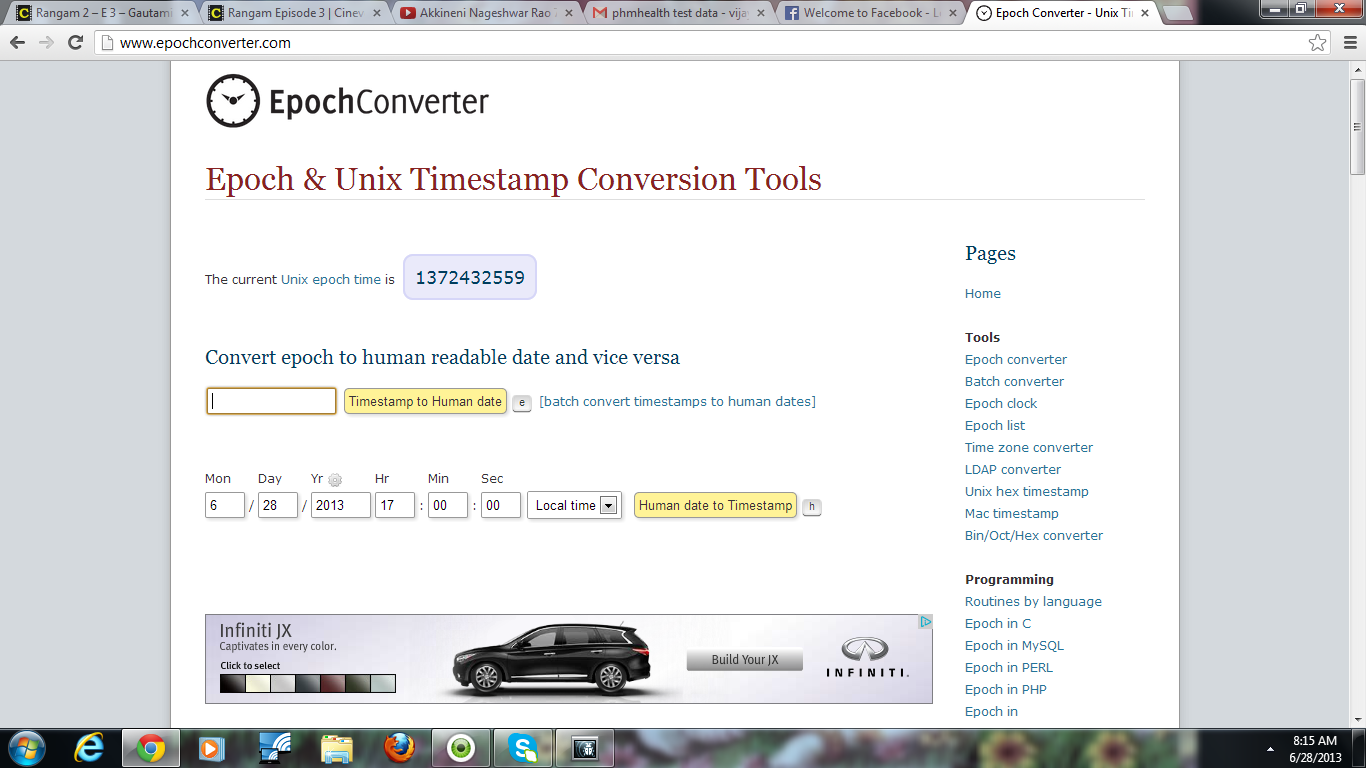 Rangam 2 – E 3 – Gautami
Rangam Episode 3 | Cinev
Akkineni Nageshwar Rao
phrmhealth test data - vija
Welcome to Facebook - L
Epoch Converter - Unix Ti
www.epochconverter.com
EpochConverter
Epoch & Unix Timestamp Conversion Tools
The current Unix epoch time is 1372432559
Convert epoch to human readable date and vice versa
Timestamp to Human date e [batch convert timestamps to human dates]
Mon Day Yr Hr Min Sec
6 / 28 / 2013 17 : 00 : 00 Local time Human date to Timestamp h
Infiniti JX
Captivates in every color.
Click to select
Build Your JX
INFINITI.
Pages
Home
Tools
Epoch converter
Batch converter
Epoch clock
Epoch list
Time zone converter
LDAP converter
Unix hex timestamp
Mac timestamp
Bin/Oct/Hex converter
Programming
Routines by language
Epoch in C
Epoch in MySQL
Epoch in PERL
Epoch in PHP
Epoch in
8:15 AM
6/28/2013